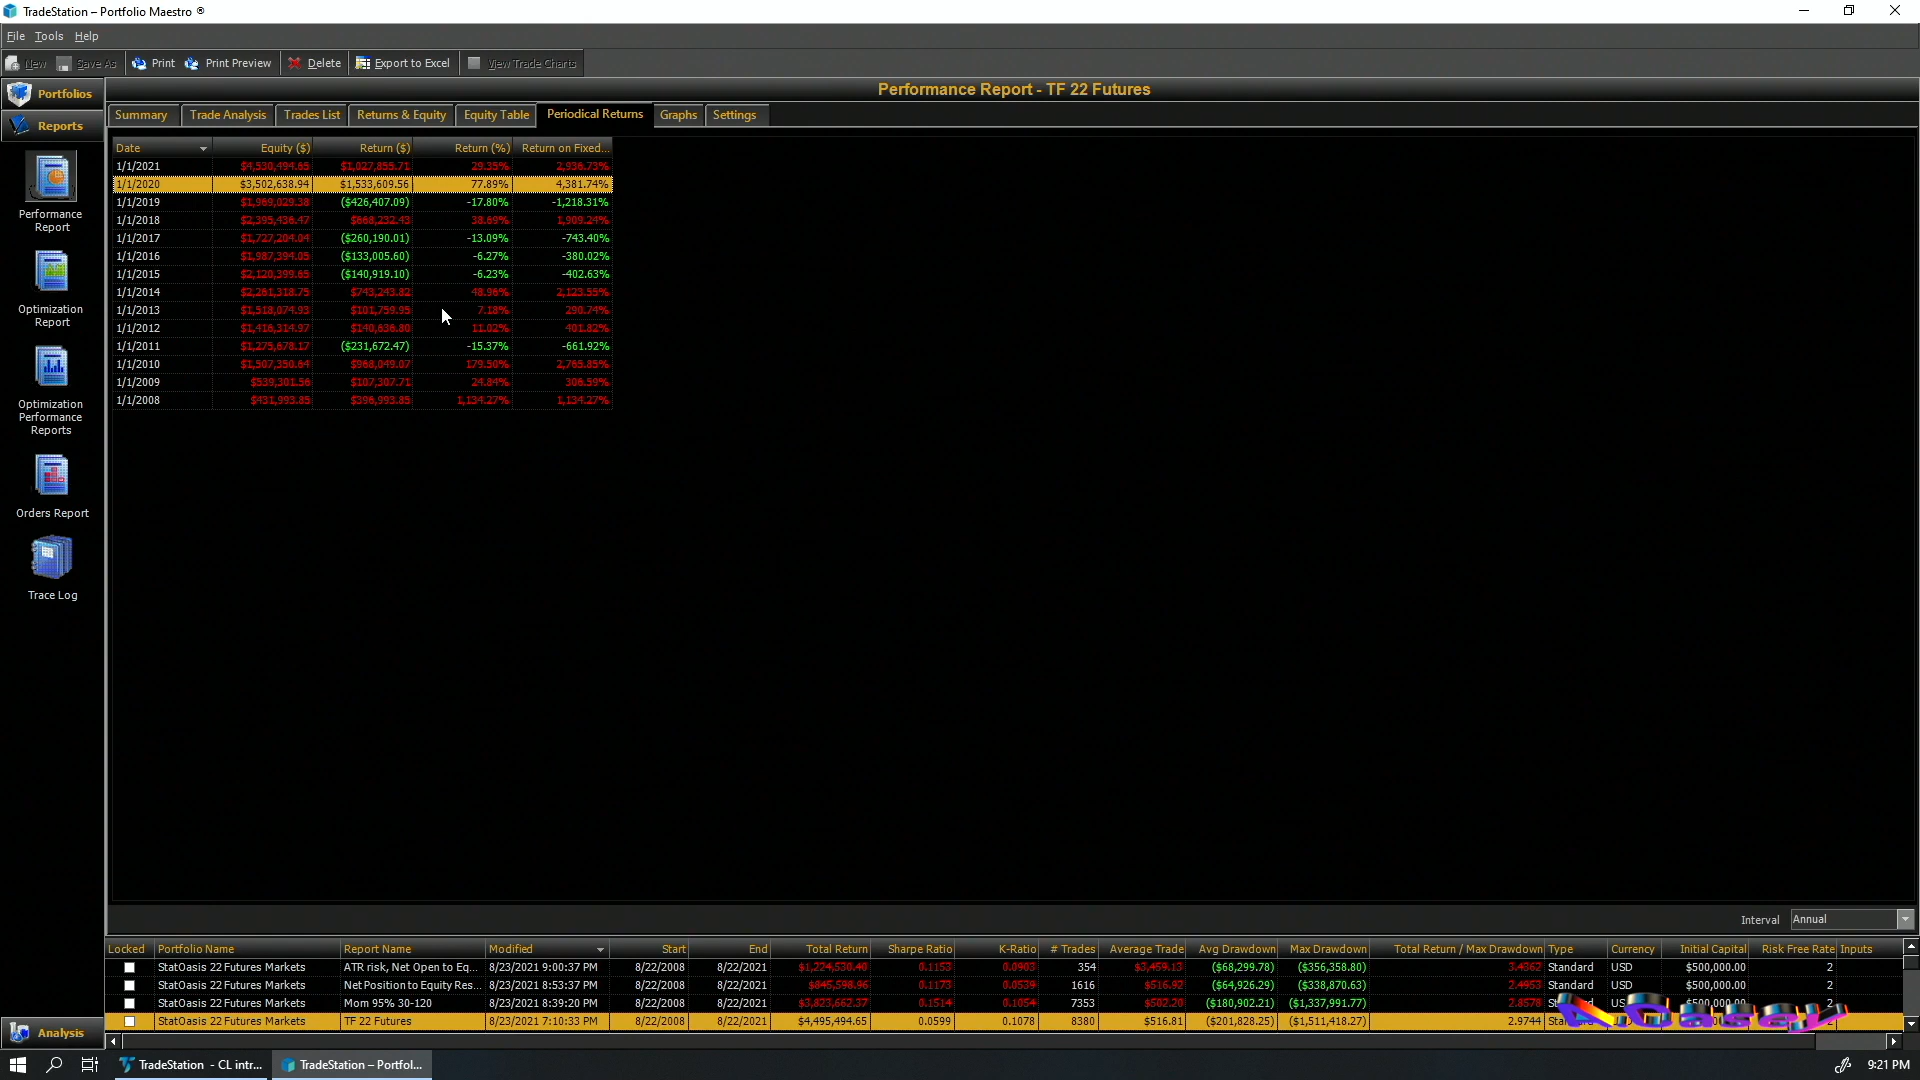 TradeStation – Portfolio Maestro ®
File Tools Help
New Save As Print Print Preview Delete Export to Excel View Trade Charts
Portfolios
Performance Report - TF 22 Futures
Reports
Summary Trade Analysis Trades List Returns & Equity Equity Table Periodical Returns Graphs Settings
Date Equity ($) Return ($) Return (%) Return on Fixed...
1/1/2021 $4,530,494.65 $1,027,855.71 29.35% 2,936.73%
1/1/2020 $3,502,638.94 $1,533,609.56 77.89% 4,381.74%
1/1/2019 $1,969,029.38 ($426,407.09) -17.80% -1,218.31%
1/1/2018 $2,395,436.47 $668,232.43 38.69% 1,909.24%
1/1/2017 $1,727,204.04 ($260,190.01) -13.09% -743.40%
1/1/2016 $1,987,394.05 ($133,005.60) -6.27% -380.02%
1/1/2015 $2,120,399.65 ($140,919.10) -6.23% -402.63%
1/1/2014 $2,261,318.75 $743,243.82 48.96% 2,123.55%
1/1/2013 $1,518,074.93 $101,759.95 7.18% 290.74%
1/1/2012 $1,416,314.97 $140,636.80 11.02% 401.82%
1/1/2011 $1,275,678.17 ($231,672.47) -15.37% -661.92%
1/1/2010 $1,507,350.64 $968,049.07 179.50% 2,765.85%
1/1/2009 $539,301.56 $107,307.71 24.84% 306.59%
1/1/2008 $431,993.85 $396,993.85 1,134.27% 1,134.27%
Performance
Report
Optimization
Report
Optimization
Performance
Reports
Orders Report
Trace Log
Analysis
Interval Annual
Locked Portfolio Name Report Name Modified Start End Total Return Sharpe Ratio K-Ratio # Trades Average Trade Avg Drawdown Max Drawdown Total Return / Max Drawdown Type Currency Initial Capital Risk Free Rate Inputs
StatOasis 22 Futures Markets ATR risk, Net Open to Eq... 8/23/2021 9:00:37 PM 8/22/2008 8/22/2021 $1,224,530.40 0.1153 0.0903 354 $3,459.13 ($68,299.78) ($356,358.80) 3.4362 Standard USD $500,000.00 2
StatOasis 22 Futures Markets Net Position to Equity Res... 8/23/2021 8:53:37 PM 8/22/2008 8/22/2021 $845,598.96 0.1173 0.0539 1616 $516.92 ($64,926.29) ($338,870.63) 2.4953 Standard USD $500,000.00 2
StatOasis 22 Futures Markets Mom 95% 30-120 8/23/2021 8:39:20 PM 8/22/2008 8/22/2021 $3,823,662.37 0.1514 0.1054 7353 $502.20 ($180,902.21) ($1,337,991.77) 2.8578 $500,000.00 2
StatOasis 22 Futures Markets TF 22 Futures 8/23/2021 7:10:33 PM 8/22/2008 8/22/2021 $4,495,494.65 0.0599 0.1078 8380 $516.81 ($201,828.25) ($1,511,418.27) 2.9744
TradeStation - CL intr... TradeStation – Portfol... 9:21 PM